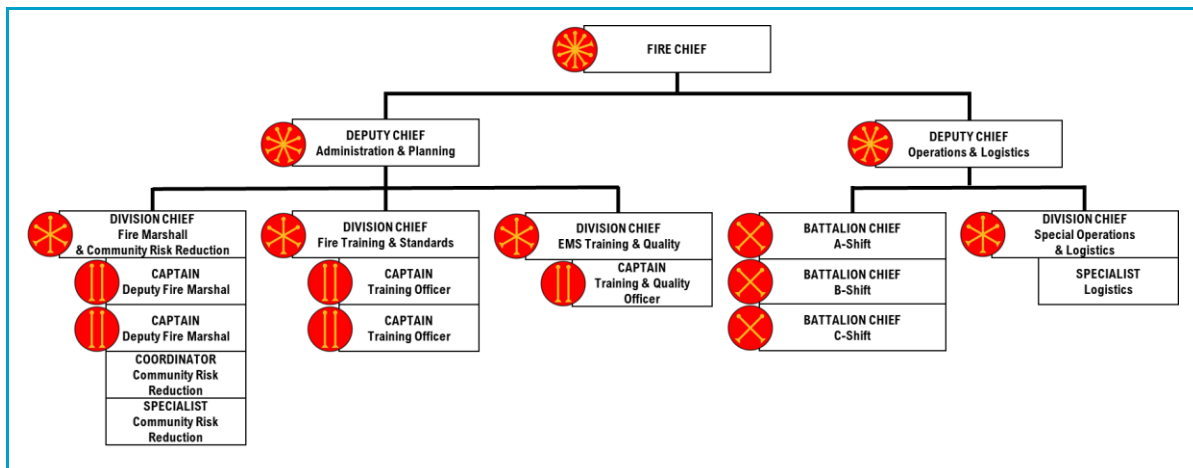 FIRE CHIEF
DEPUTY CHIEF
Administration & Planning
DEPUTY CHIEF
Operations & Logistics
DIVISION CHIEF
Fire Marshall
& Community Risk Reduction
CAPTAIN
Deputy Fire Marshal
CAPTAIN
Deputy Fire Marshal
COORDINATOR
Community Risk
Reduction
SPECIALIST
Community Risk
Reduction
DIVISION CHIEF
Fire Training & Standards
CAPTAIN
Training Officer
CAPTAIN
Training Officer
DIVISION CHIEF
EMS Training & Quality
CAPTAIN
Training & Quality
Officer
BATTALION CHIEF
A-Shift
BATTALION CHIEF
B-Shift
BATTALION CHIEF
C-Shift
DIVISION CHIEF
Special Operations
& Logistics
SPECIALIST
Logistics